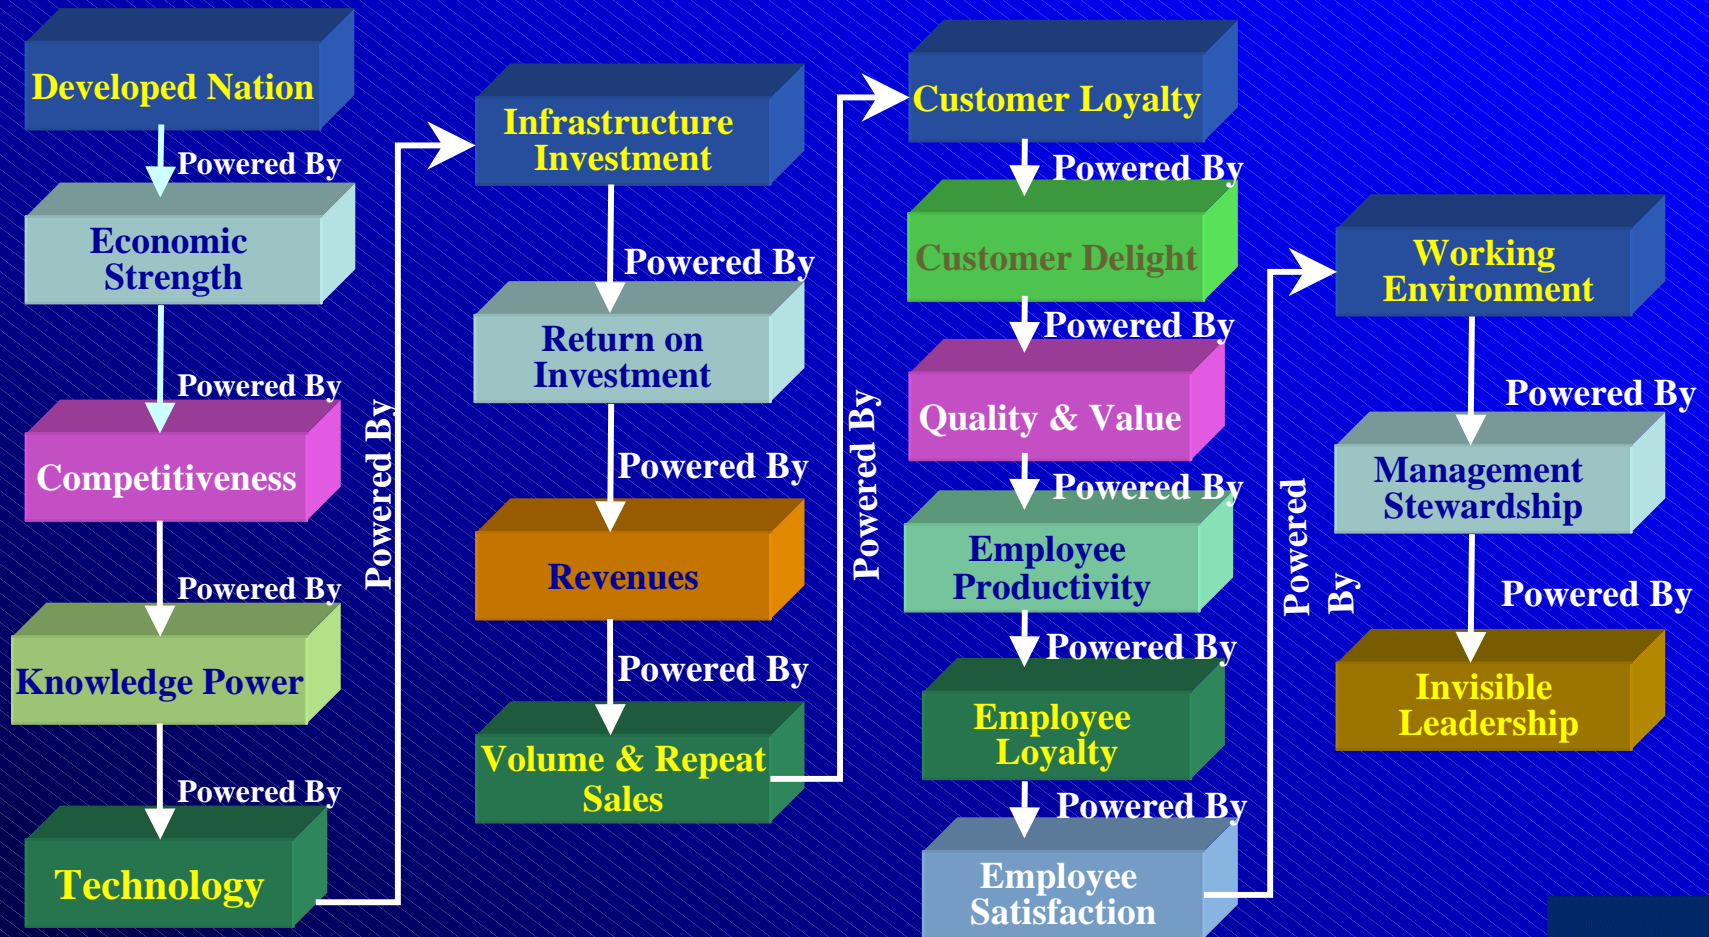 Developed Nation
Powered By
Economic
Strength
Powered By
Competitiveness
Powered By
Knowledge Power
Powered By
Technology
Powered By
Infrastructure
Investment
Powered By
Return on
Investment
Powered By
Revenues
Powered By
Volume & Repeat
Sales
Powered By
Customer Loyalty
Powered By
Customer Delight
Powered By
Quality & Value
Powered By
Employee
Productivity
Powered By
Employee
Loyalty
Powered By
Employee
Satisfaction
Powered
By
Working
Environment
Powered By
Management
Stewardship
Powered By
Invisible
Leadership